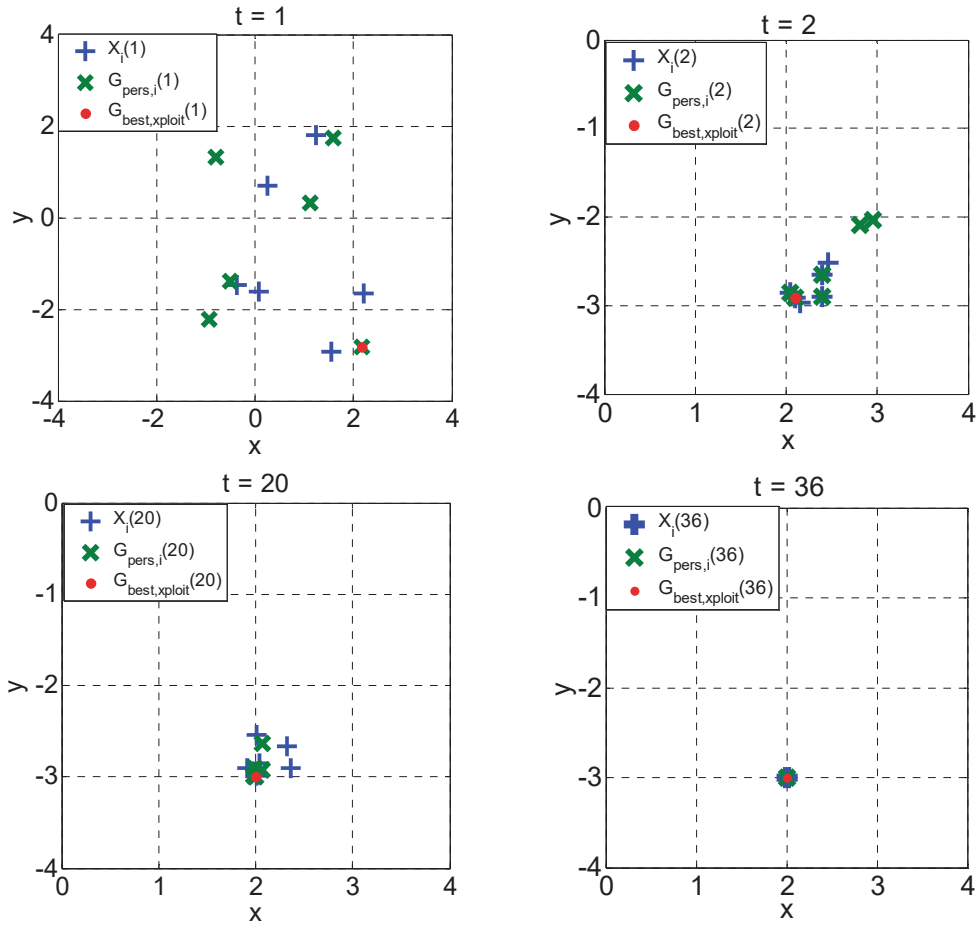 t = 1
X_i(1)
G_pers,i(1)
G_best,xploit(1)
4
2
0
-2
-4
y
-4
-2
0
2
4
x
t = 2
X_i(2)
G_pers,i(2)
G_best,xploit(2)
0
-1
-2
-3
-4
y
0
1
2
3
4
x
t = 20
X_i(20)
G_pers,i(20)
G_best,xploit(20)
0
-1
-2
-3
-4
y
0
1
2
3
4
x
t = 36
X_i(36)
G_pers,i(36)
G_best,xploit(36)
0
-1
-2
-3
-4
y
0
1
2
3
4
x